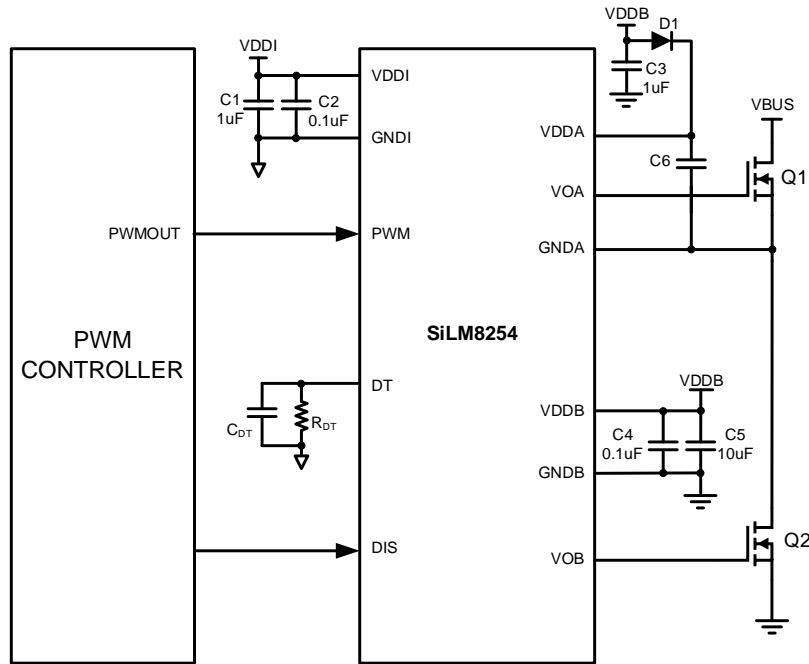 VDDB
D1
VDDI
C3
1uF
VBUS
C1
1uF
C2
0.1uF
VDDI
GNDI
VDDA
C6
VOA
Q1
PWMOUT
PWM
GNDA
SiLM8254
PWM
CONTROLLER
DT
CDT
RDT
VDDB
VDDB
C4
0.1uF
C5
10uF
GNDB
DIS
VOB
Q2